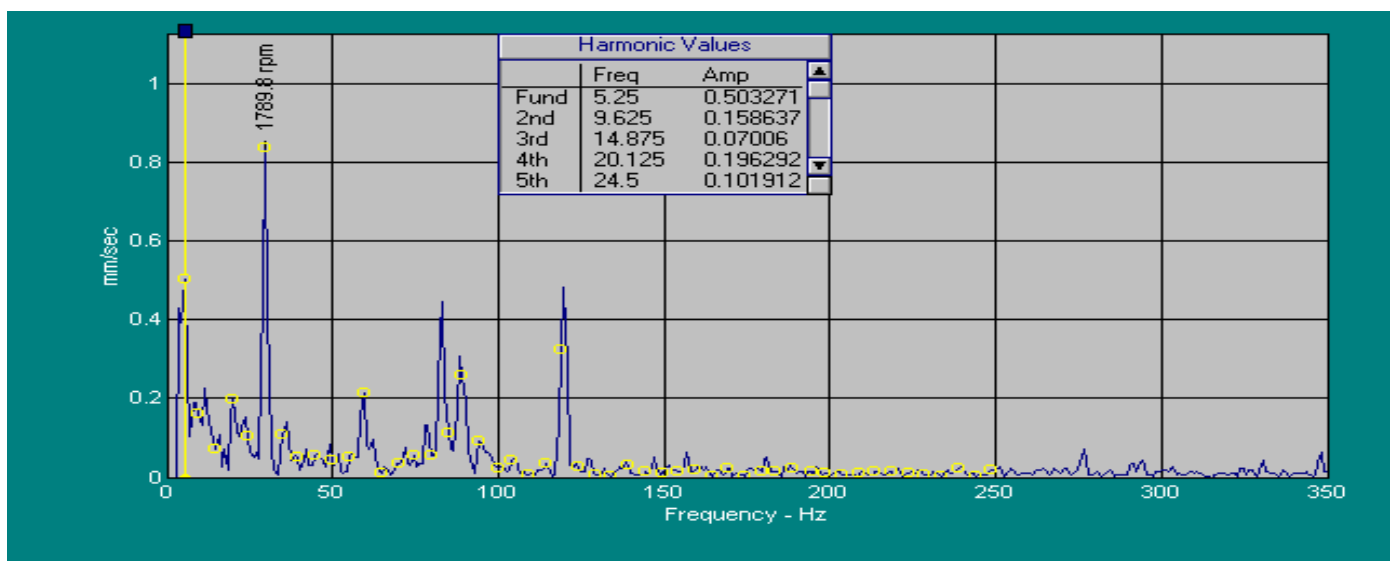 Harmonic Values
Freq Amp
Fund 5.25 0.503271
2nd 9.625 0.158637
3rd 14.875 0.07006
4th 20.125 0.196292
5th 24.5 0.101912
1789.8 rpm
1
0.8
0.6
0.4
0.2
0
mm/sec
0 50 100 150 200 250 300 350
Frequency - Hz